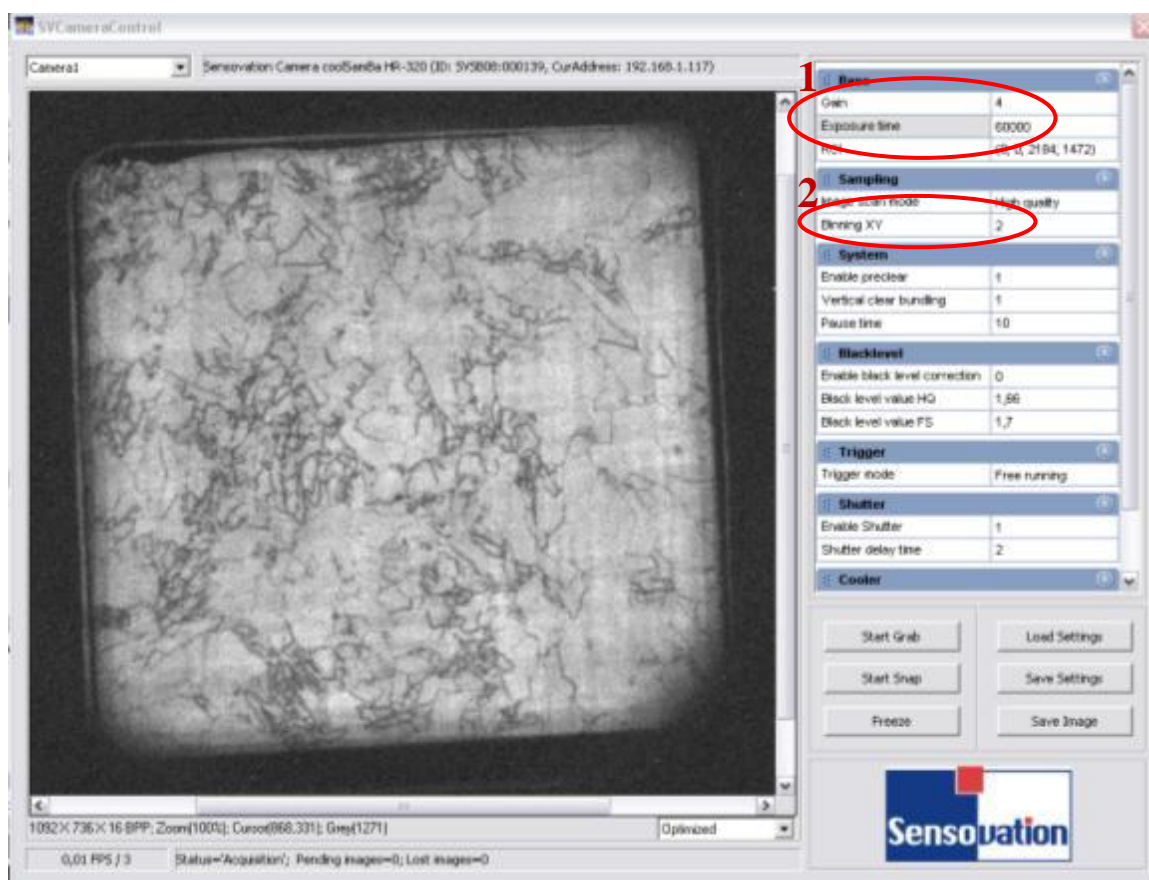 SVCameraControl
Camera1
Sensovation Camera coolSamBa HR-320 (ID: SVSB08:000139, CurAddress: 192.168.1.117)
1
Base
Gain 4
Exposure time 60000
ROI (0, 0, 2184, 1472)
Sampling
2
Image scan mode High quality
Binning XY 2
System
Enable preclear 1
Vertical clear bundling 1
Pause time 10
Blacklevel
Enable black level correction 0
Black level value HQ 1,66
Black level value FS 1,7
Trigger
Trigger mode Free running
Shutter
Enable Shutter 1
Shutter delay time 2
Cooler
Start Grab Load Settings
Start Snap Save Settings
Freeze Save Image
1092×736×16 BPP; Zoom(100%); Cursor(868,331); Grey(1271)
Optimized
0,01 FPS / 3
Status='Acquisition'; Pending images=0; Lost images=0
Sensovation